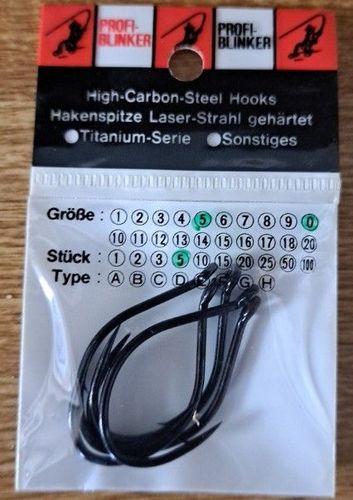 PROFI-
BLINKER
PROFI-
BLINKER
High-Carbon-Steel Hooks
Hakenspitze Laser-Strahl gehärtet
Titanium-Serie Sonstiges
Größe : 1 2 3 4 5 6 7 8 9 0
10 11 12 13 14 15 16 17 18 20
Stück : 1 2 3 5 10 15 20 25 50 100
Type : A B C D E G H